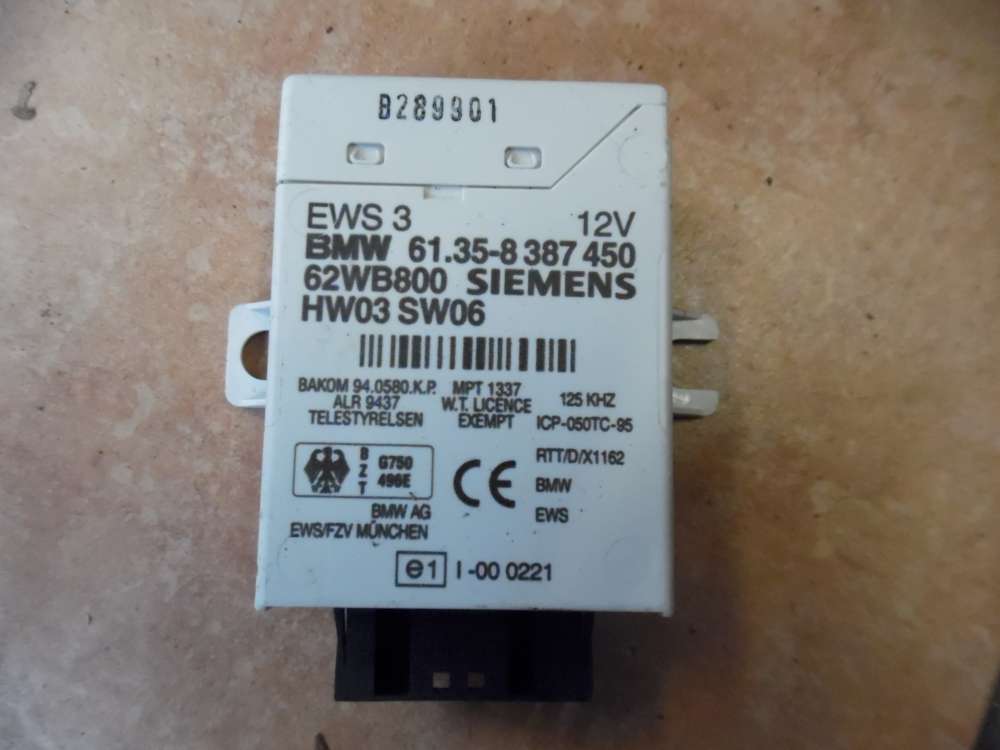 B289901
EWS 3 12V
BMW 61.35-8 387 450
62WB800 SIEMENS
HW03 SW06
BAKOM 94.0580.K.P. MPT 1337
ALR 9437 W.T. LICENCE 125 KHZ
TELESTYRELSEN EXEMPT ICP-050TC-95
B Z T G750 496E
CE
RTT/D/X1162
BMW
EWS
BMW AG
EWS/FZV MÜNCHEN
e1 I -00 0221